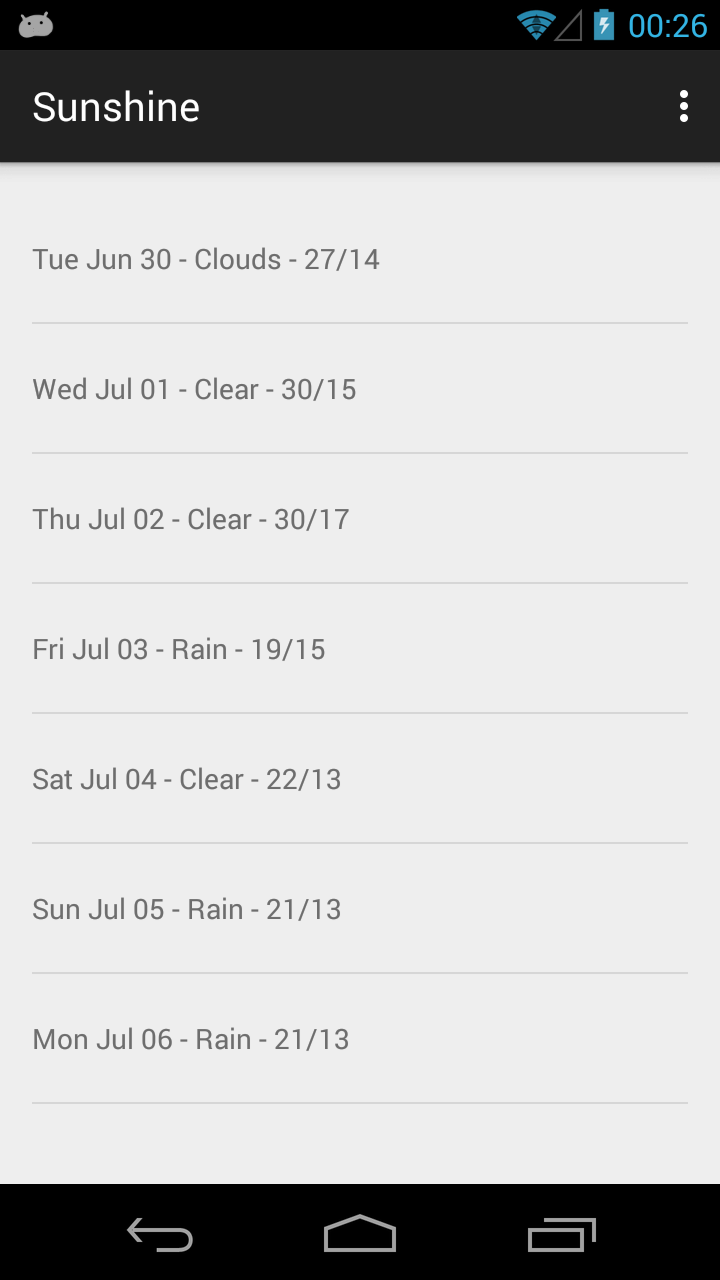 00:26
Sunshine
Tue Jun 30 - Clouds - 27/14
Wed Jul 01 - Clear - 30/15
Thu Jul 02 - Clear - 30/17
Fri Jul 03 - Rain - 19/15
Sat Jul 04 - Clear - 22/13
Sun Jul 05 - Rain - 21/13
Mon Jul 06 - Rain - 21/13